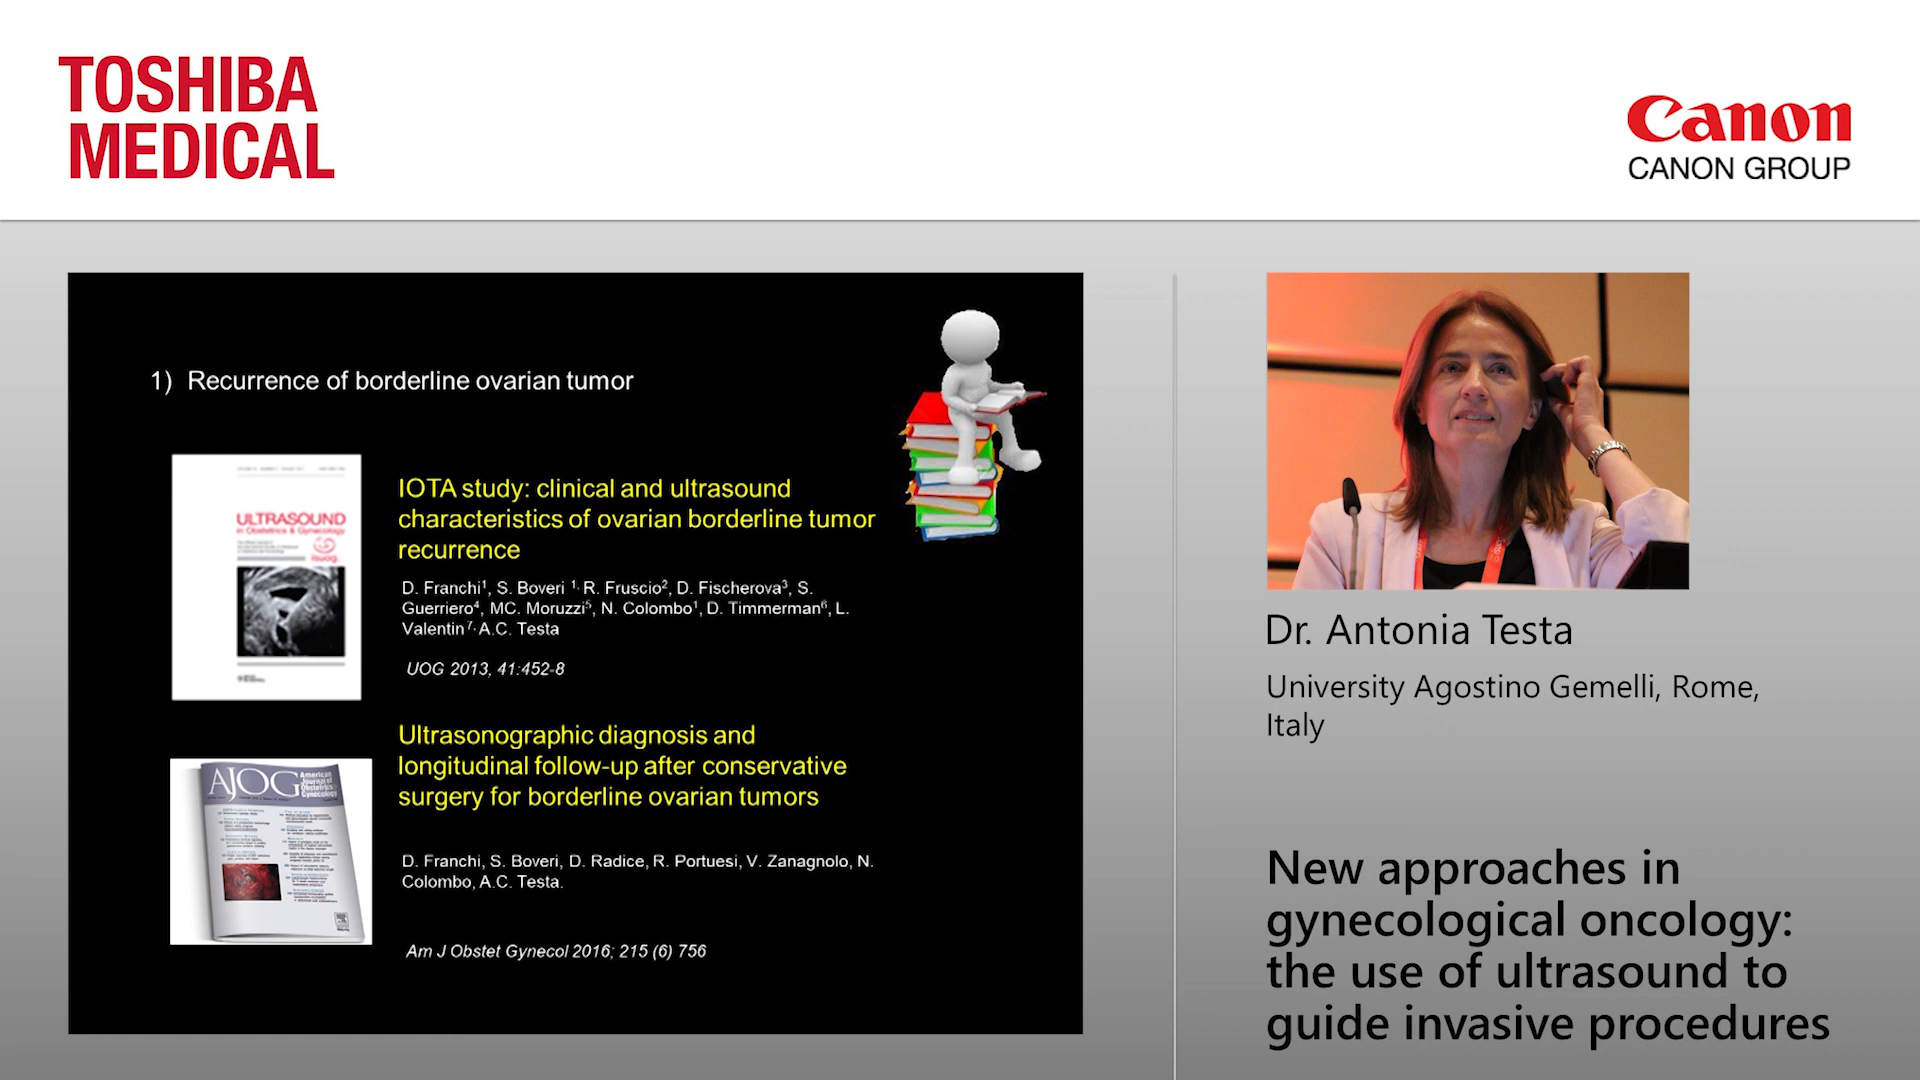 TOSHIBA
MEDICAL
Canon
CANON GROUP
1) Recurrence of borderline ovarian tumor
ULTRASOUND
in Obstetrics & Gynecology
isuog
IOTA study: clinical and ultrasound
characteristics of ovarian borderline tumor
recurrence
D. Franchi¹, S. Boveri ¹, R. Fruscio², D. Fischerova³, S.
Guerriero⁴, MC. Moruzzi⁵, N. Colombo¹, D. Timmerman⁶, L.
Valentin ⁷, A.C. Testa
UOG 2013, 41:452-8
AJOG
American
Journal of
Obstetrics
Gynecology
Ultrasonographic diagnosis and
longitudinal follow-up after conservative
surgery for borderline ovarian tumors
D. Franchi, S. Boveri, D. Radice, R. Portuesi, V. Zanagnolo, N.
Colombo, A.C. Testa.
Am J Obstet Gynecol 2016; 215 (6) 756
Dr. Antonia Testa
University Agostino Gemelli, Rome,
Italy
New approaches in
gynecological oncology:
the use of ultrasound to
guide invasive procedures